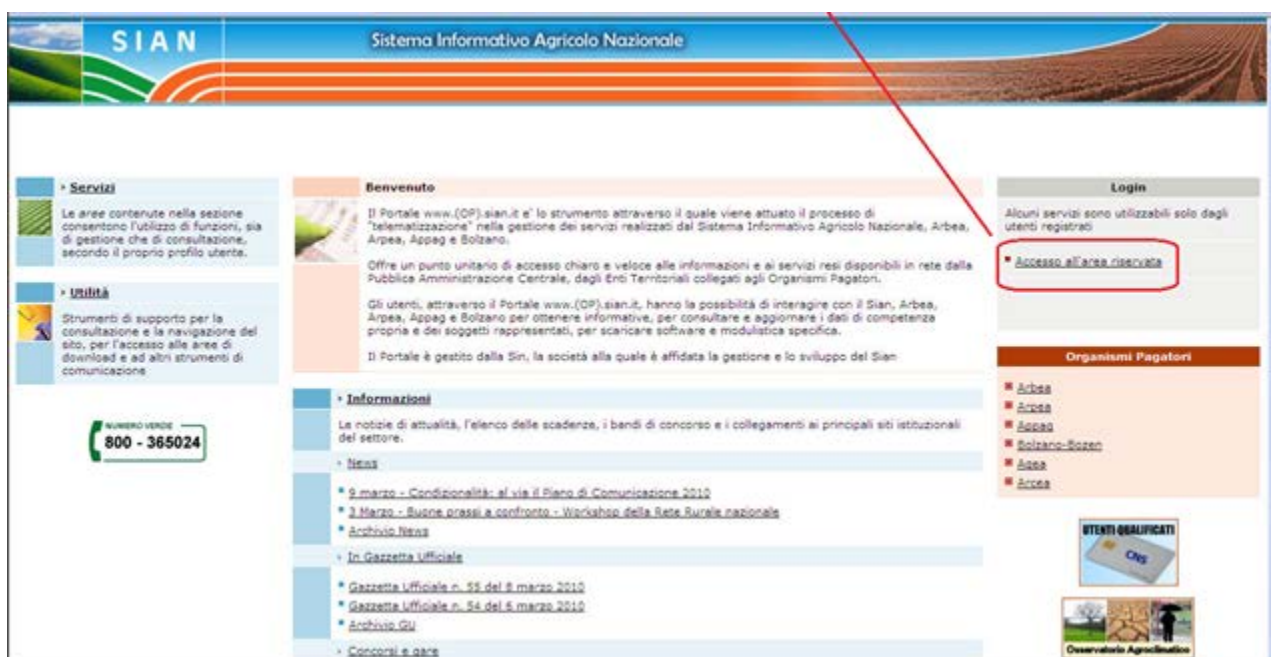 SIAN
Sistema Informativo Agricolo Nazionale
Servizi
Le aree contenute nella sezione
consentono l'utilizzo di funzioni, sia
di gestione che di consultazione,
secondo il proprio profilo utente.
Utilità
Strumenti di supporto per la
consultazione e la navigazione del
sito, per l'accesso alle aree di
download e ad altri strumenti di
comunicazione
NUMERO VERDE
800 - 365024
Benvenuto
Il Portale www.(OP).sian.it e' lo strumento attraverso il quale viene attuato il processo di
"telematizzazione" nella gestione dei servizi realizzati dal Sistema Informativo Agricolo Nazionale, Arbea,
Arpea, Appag e Bolzano.
Offre un punto unitario di accesso chiaro e veloce alle informazioni e ai servizi resi disponibili in rete dalla
Pubblica Amministrazione Centrale, dagli Enti Territoriali collegati agli Organismi Pagatori.
Gli utenti, attraverso il Portale www.(OP).sian.it, hanno la possibilità di interagire con il Sian, Arbea,
Arpea, Appag e Bolzano per ottenere informative, per consultare e aggiornare i dati di competenza
propria e dei soggetti rappresentati, per scaricare software e modulistica specifica.
Il Portale è gestito dalla Sin, la società alla quale è affidata la gestione e lo sviluppo del Sian
Informazioni
Le notizie di attualità, l'elenco delle scadenze, i bandi di concorso e i collegamenti ai principali siti istituzionali
del settore.
News
9 marzo - Condizionalità: al via il Piano di Comunicazione 2010
3 Marzo - Buone prassi a confronto - Workshop della Rete Rurale nazionale
Archivio News
In Gazzetta Ufficiale
Gazzetta Ufficiale n. 55 del 8 marzo 2010
Gazzetta Ufficiale n. 54 del 6 marzo 2010
Archivio GU
Concorsi e gare
Login
Alcuni servizi sono utilizzabili solo dagli
utenti registrati
Accesso all'area riservata
Organismi Pagatori
Arbea
Arpea
Appag
Bolzano-Bozen
Agea
Arcea
UTENTI QUALIFICATI
CNS
Osservatorio Agroclimatico